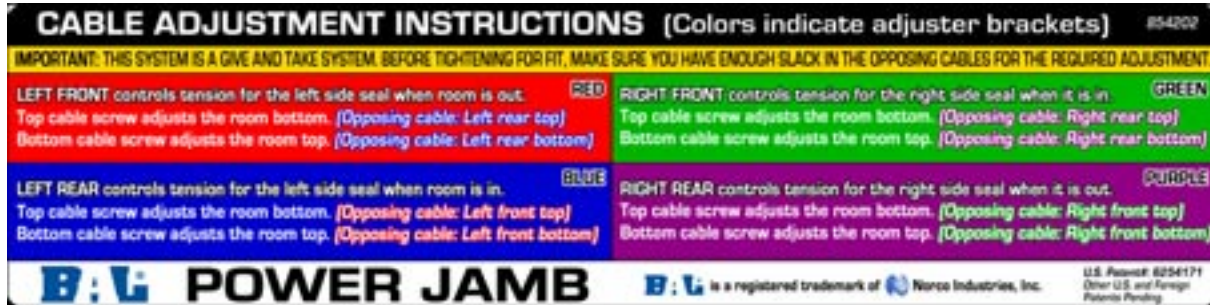 CABLE ADJUSTMENT INSTRUCTIONS (Colors indicate adjuster brackets) 854202
IMPORTANT: THIS SYSTEM IS A GIVE AND TAKE SYSTEM. BEFORE TIGHTENING FOR FIT, MAKE SURE YOU HAVE ENOUGH SLACK IN THE OPPOSING CABLES FOR THE REQUIRED ADJUSTMENT.
RED
LEFT FRONT controls tension for the left side seal when room is out.
Top cable screw adjusts the room bottom. (Opposing cable: Left rear top)
Bottom cable screw adjusts the room top. (Opposing cable: Left rear bottom)
GREEN
RIGHT FRONT controls tension for the right side seal when it is in.
Top cable screw adjusts the room bottom. (Opposing cable: Right rear top)
Bottom cable screw adjusts the room top. (Opposing cable: Right rear bottom)
BLUE
LEFT REAR controls tension for the left side seal when room is in.
Top cable screw adjusts the room bottom. (Opposing cable: Left front top)
Bottom cable screw adjusts the room top. (Opposing cable: Left front bottom)
PURPLE
RIGHT REAR controls tension for the right side seal when it is out.
Top cable screw adjusts the room bottom. (Opposing cable: Right front top)
Bottom cable screw adjusts the room top. (Opposing cable: Right front bottom)
POWER JAMB
is a registered trademark of Norco Industries, Inc.
U.S. Patent#: 6254171
Other U.S. and Foreign
Patents Pending